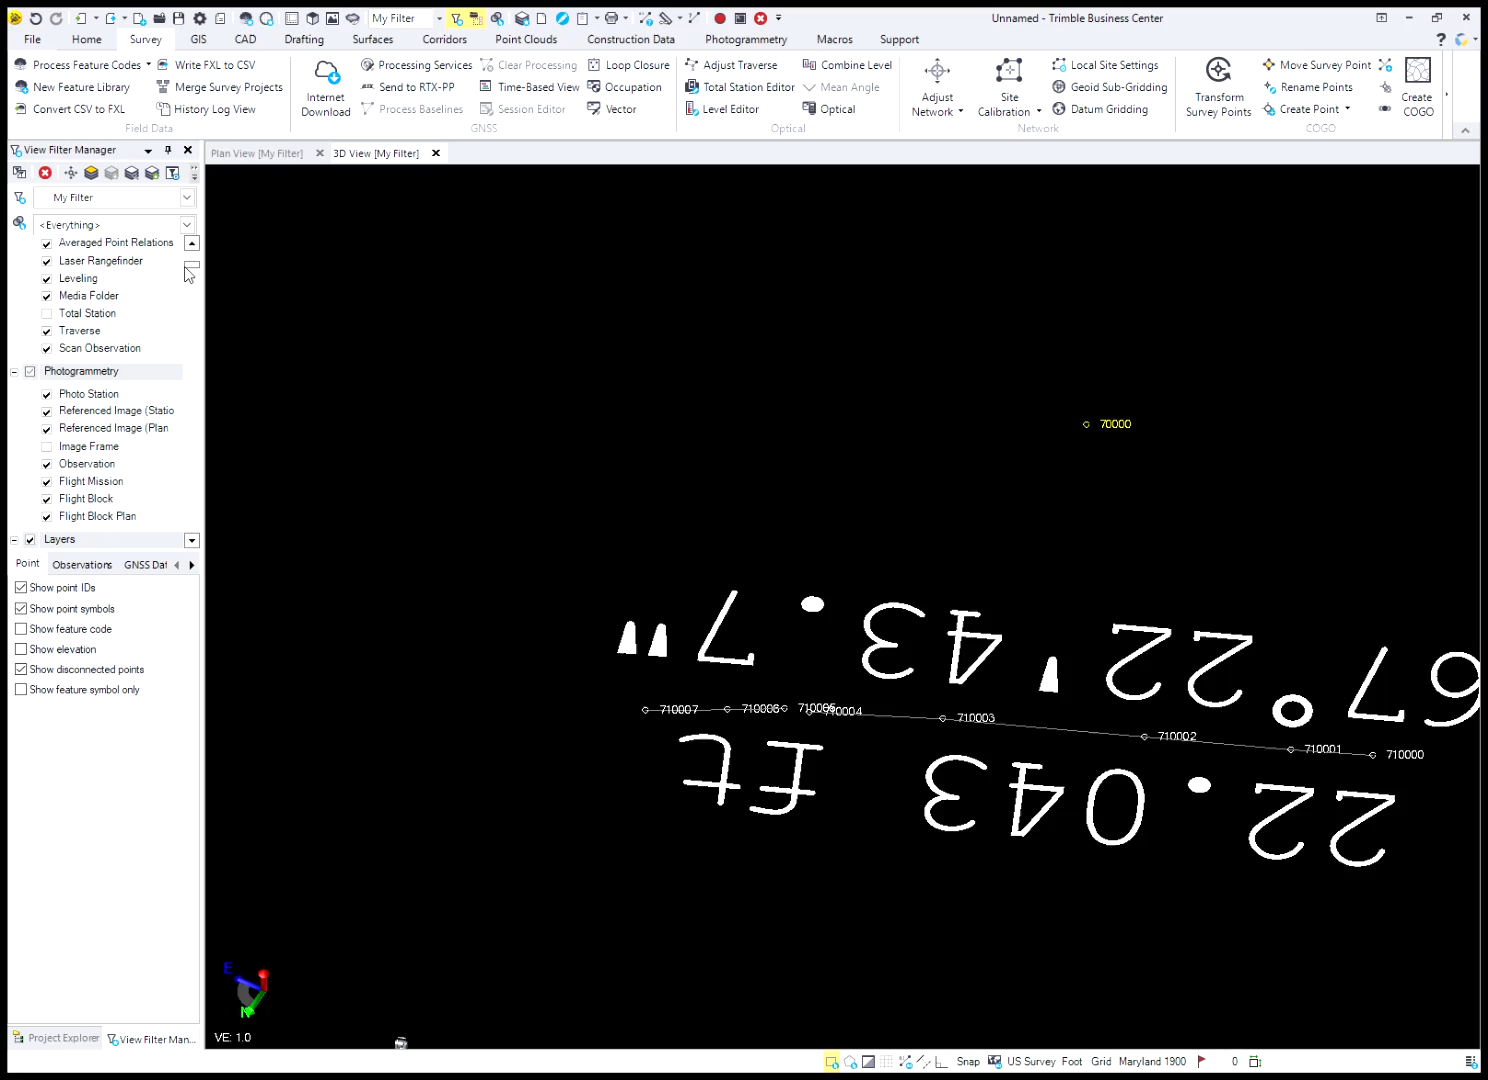 My Filter
Unnamed - Trimble Business Center
File Home Survey GIS CAD Drafting Surfaces Corridors Point Clouds Construction Data Photogrammetry Macros Support
Process Feature Codes Write FXL to CSV Processing Services Clear Processing Loop Closure Adjust Traverse Combine Level Local Site Settings Move Survey Point
New Feature Library Merge Survey Projects Internet Download Send to RTX-PP Time-Based View Occupation Total Station Editor Mean Angle Adjust Network Site Calibration Geoid Sub-Gridding Transform Survey Points Rename Points Create COGO
Convert CSV to FXL History Log View Process Baselines Session Editor Vector Level Editor Optical Datum Gridding Create Point
Field Data GNSS Optical Network COGO
View Filter Manager
Plan View [My Filter] 3D View [My Filter]
My Filter
<Everything>
Averaged Point Relations
Laser Rangefinder
Leveling
Media Folder
Total Station
Traverse
Scan Observation
Photogrammetry
Photo Station
Referenced Image (Statio
Referenced Image (Plan
Image Frame
Observation
Flight Mission
Flight Block
Flight Block Plan
Layers
Point Observations GNSS Dat
Show point IDs
Show point symbols
Show feature code
Show elevation
Show disconnected points
Show feature symbol only
70000
67°22'43.7"
710007 710006 710005 710004 710003 710002 710001 710000
22.043 ft
E
N
VE: 1.0
Project Explorer View Filter Man...
Snap US Survey Foot Grid Maryland 1900 0